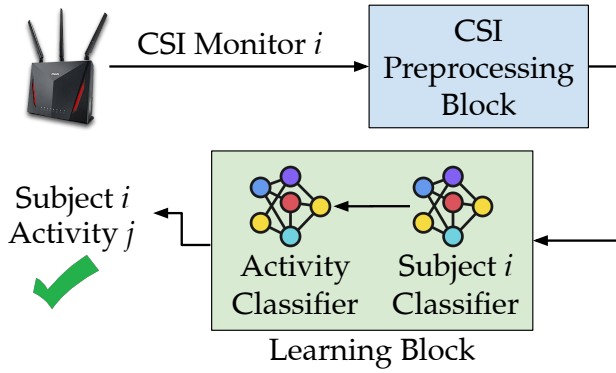 CSI Monitor i
CSI
Preprocessing
Block
Subject i
Activity j
Activity
Classifier
Subject i
Classifier
Learning Block